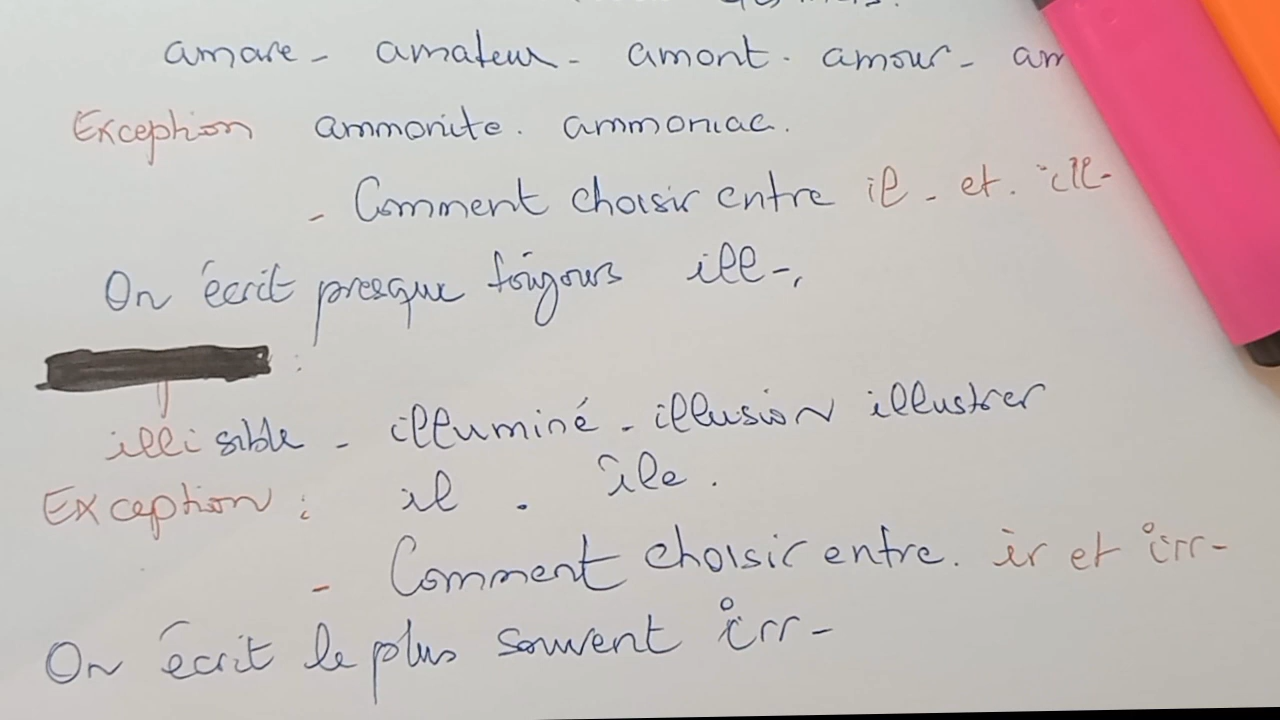 amare - amateur - amont. amour - am
Exception ammonite. ammoniac.
- Comment choisir entre il - et. ill-
On écrit presque toujours ill-,
illisible - illuminé - illusion illustrer
Exception : il . île.
- Comment choisir entre. ir et irr-
On écrit le plus souvent irr-